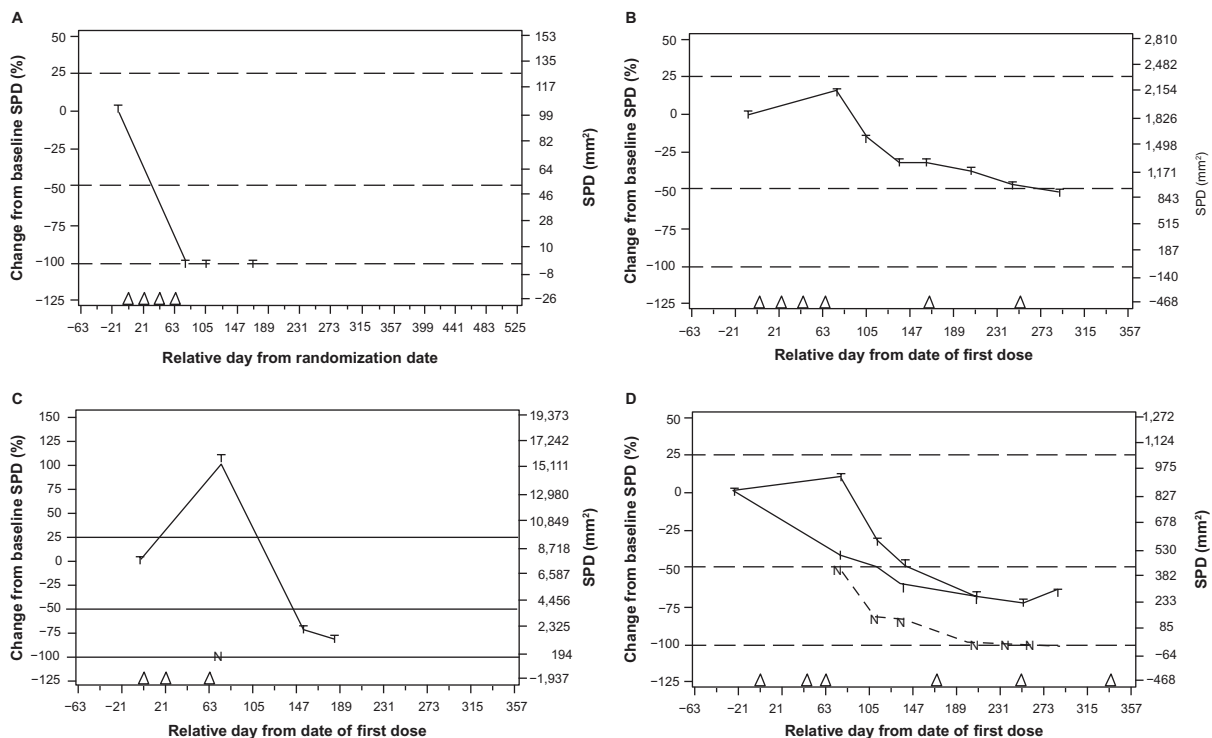 A
Change from baseline SPD (%)
50
25
0
−25
−50
−75
−100
−125
153
135
117
99
82
64
46
28
10
−8
−26
SPD (mm²)
T
T T T
−63 −21 21 63 105 147 189 231 273 315 357 399 441 483 525
Relative day from randomization date
B
Change from baseline SPD (%)
50
25
0
−25
−50
−75
−100
−125
2,810
2,482
2,154
1,826
1,498
1,171
843
515
187
−140
−468
SPD (mm²)
T T T T T T T T
−63 −21 21 63 105 147 189 231 273 315 357
Relative day from date of first dose
C
Change from baseline SPD (%)
150
125
100
75
50
25
0
−25
−50
−75
−100
−125
19,373
17,242
15,111
12,980
10,849
8,718
6,587
4,456
2,325
194
−1,937
SPD (mm²)
T T T T
N
−63 −21 21 63 105 147 189 231 273 315 357
Relative day from date of first dose
D
Change from baseline SPD (%)
50
25
0
−25
−50
−75
−100
−125
1,272
1,124
975
827
678
530
382
233
85
−64
−468
SPD (mm²)
T T T T T T T
N N N N N N
−63 −21 21 63 105 147 189 231 273 315 357
Relative day from date of first dose